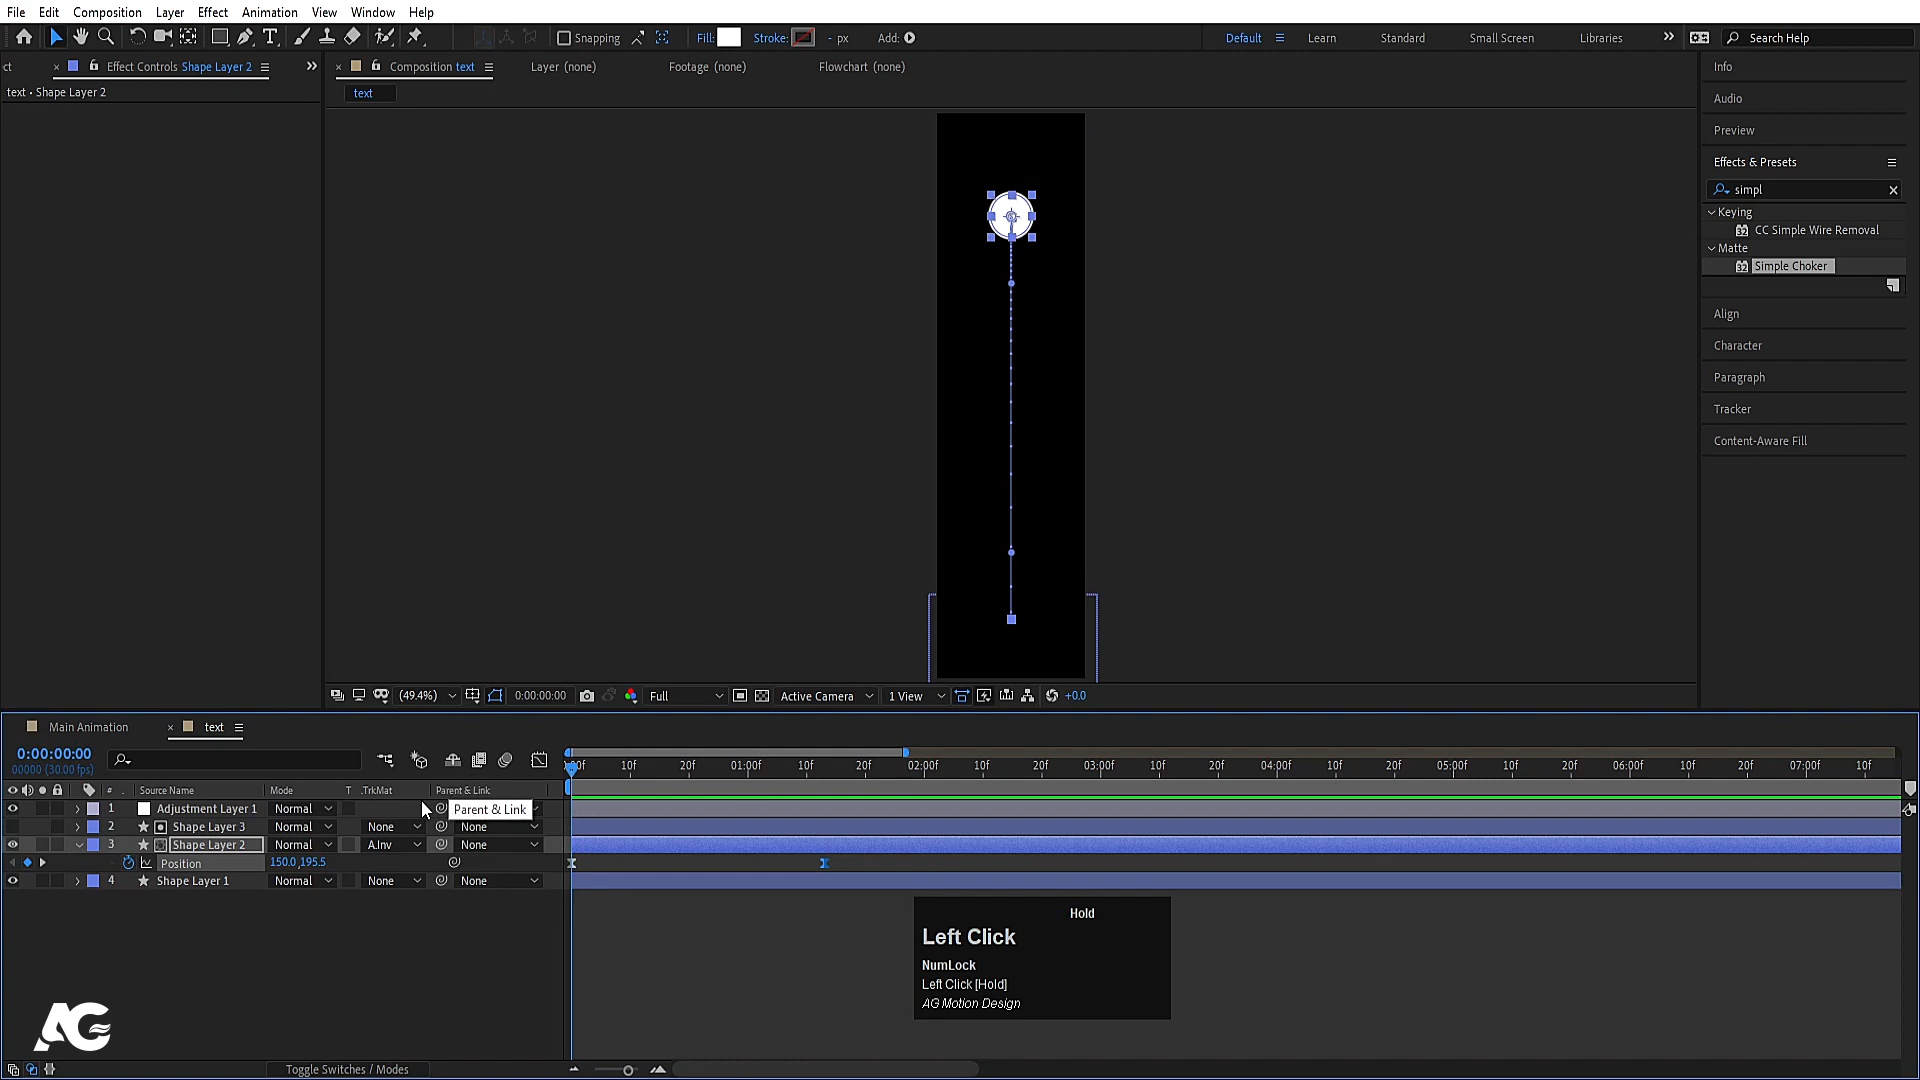 File Edit Composition Layer Effect Animation View Window Help
Snapping Fill: Stroke: - px Add: Default Learn Standard Small Screen Libraries Search Help
ct Effect Controls Shape Layer 2 Composition text Layer (none) Footage (none) Flowchart (none) Info
text • Shape Layer 2 text
Audio
Preview
Effects & Presets
simpl
Keying
32 CC Simple Wire Removal
Matte
32 Simple Choker
Align
Character
Paragraph
Tracker
Content-Aware Fill
(49.4%) 0:00:00:00 Full Active Camera 1 View +0.0
Main Animation text
0:00:00:00
00000 (30.00 fps)
:00f 10f 20f 01:00f 10f 20f 02:00f 10f 20f 03:00f 10f 20f 04:00f 10f 20f 05:00f 10f 20f 06:00f 10f 20f 07:00f 10f
# . Source Name Mode T .TrkMat Parent & Link
1 Adjustment Layer 1 Normal Parent & Link
2 Shape Layer 3 Normal None None
3 Shape Layer 2 Normal A.Inv None
Position 150.0,195.5
4 Shape Layer 1 Normal None None
Hold
Left Click
NumLock
Left Click [Hold]
AG Motion Design
AG
Toggle Switches / Modes